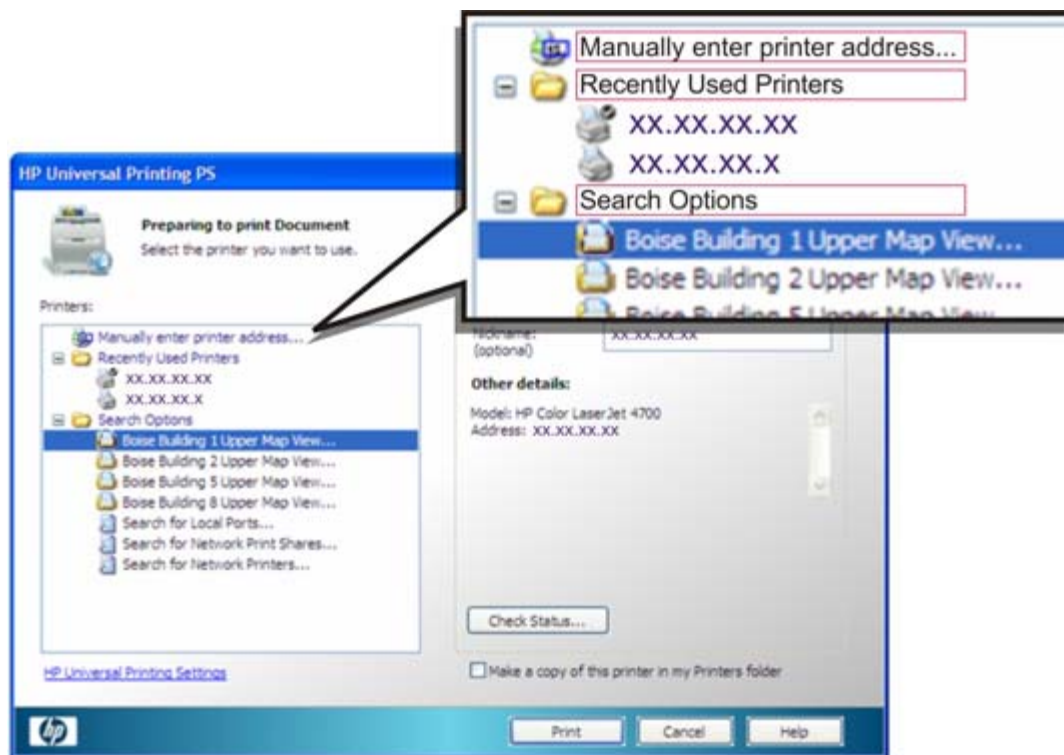 Manually enter printer address...
Recently Used Printers
XX.XX.XX.XX
XX.XX.XX.X
Search Options
Boise Building 1 Upper Map View...
Boise Building 2 Upper Map View...
Boise Building 5 Upper Map View
HP Universal Printing PS
Preparing to print Document
Select the printer you want to use.
Printers:
Manually enter printer address...
Recently Used Printers
XX.XX.XX.XX
XX.XX.XX.X
Search Options
Boise Building 1 Upper Map View...
Boise Building 2 Upper Map View...
Boise Building 5 Upper Map View...
Boise Building 8 Upper Map View...
Search for Local Ports...
Search for Network Print Shares...
Search for Network Printers...
Nickname:
(optional)
XX.XX.XX.XX
Other details:
Model: HP Color LaserJet 4700
Address: XX.XX.XX.XX
Check Status...
HP Universal Printing Settings
Make a copy of this printer in my Printers folder
hp
Print
Cancel
Help